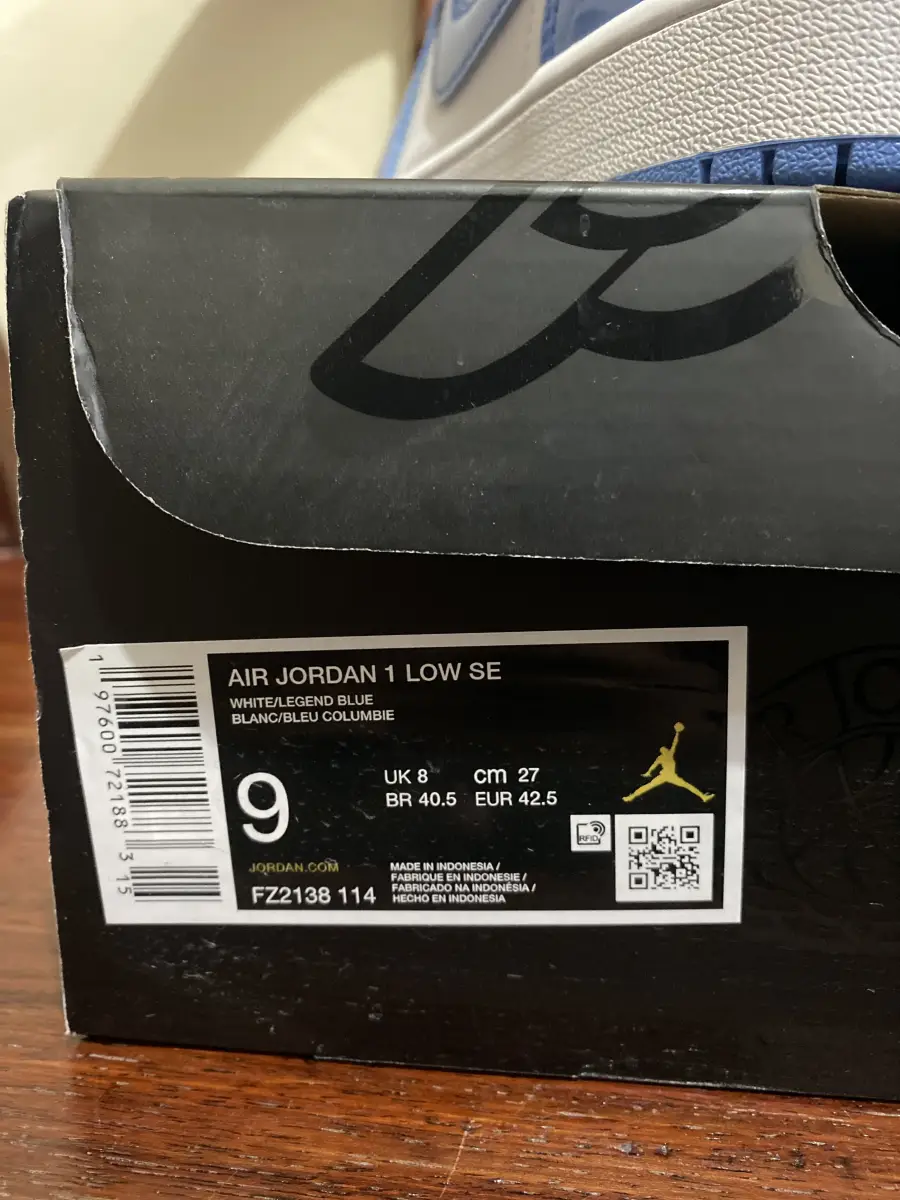 AIR JORDAN 1 LOW SE
WHITE/LEGEND BLUE
BLANC/BLEU COLUMBIE
9
UK 8 cm 27
BR 40.5 EUR 42.5
RFID
JORDAN.COM
FZ2138 114
MADE IN INDONESIA /
FABRIQUE EN INDONESIE /
FABRICADO NA INDONÉSIA /
HECHO EN INDONESIA
1 97600 72188 3 15